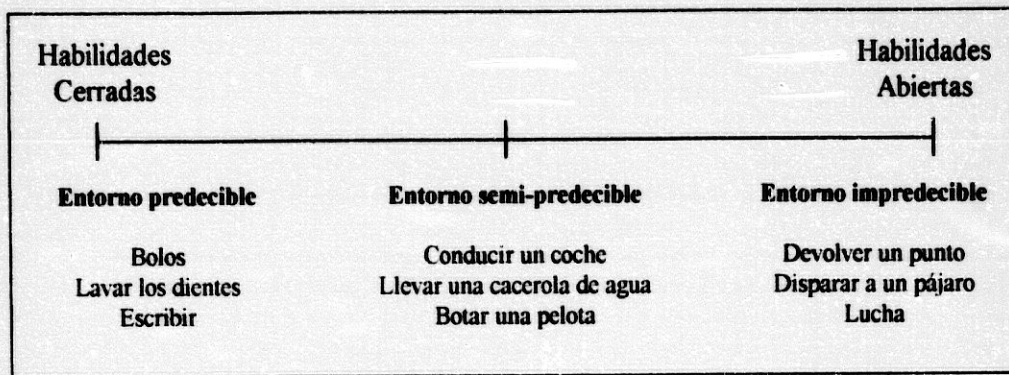 Habilidades
Cerradas
Habilidades
Abiertas
Entorno predecible
Entorno semi-predecible
Entorno impredecible
Bolos
Lavar los dientes
Escribir
Conducir un coche
Llevar una cacerola de agua
Botar una pelota
Devolver un punto
Disparar a un pájaro
Lucha